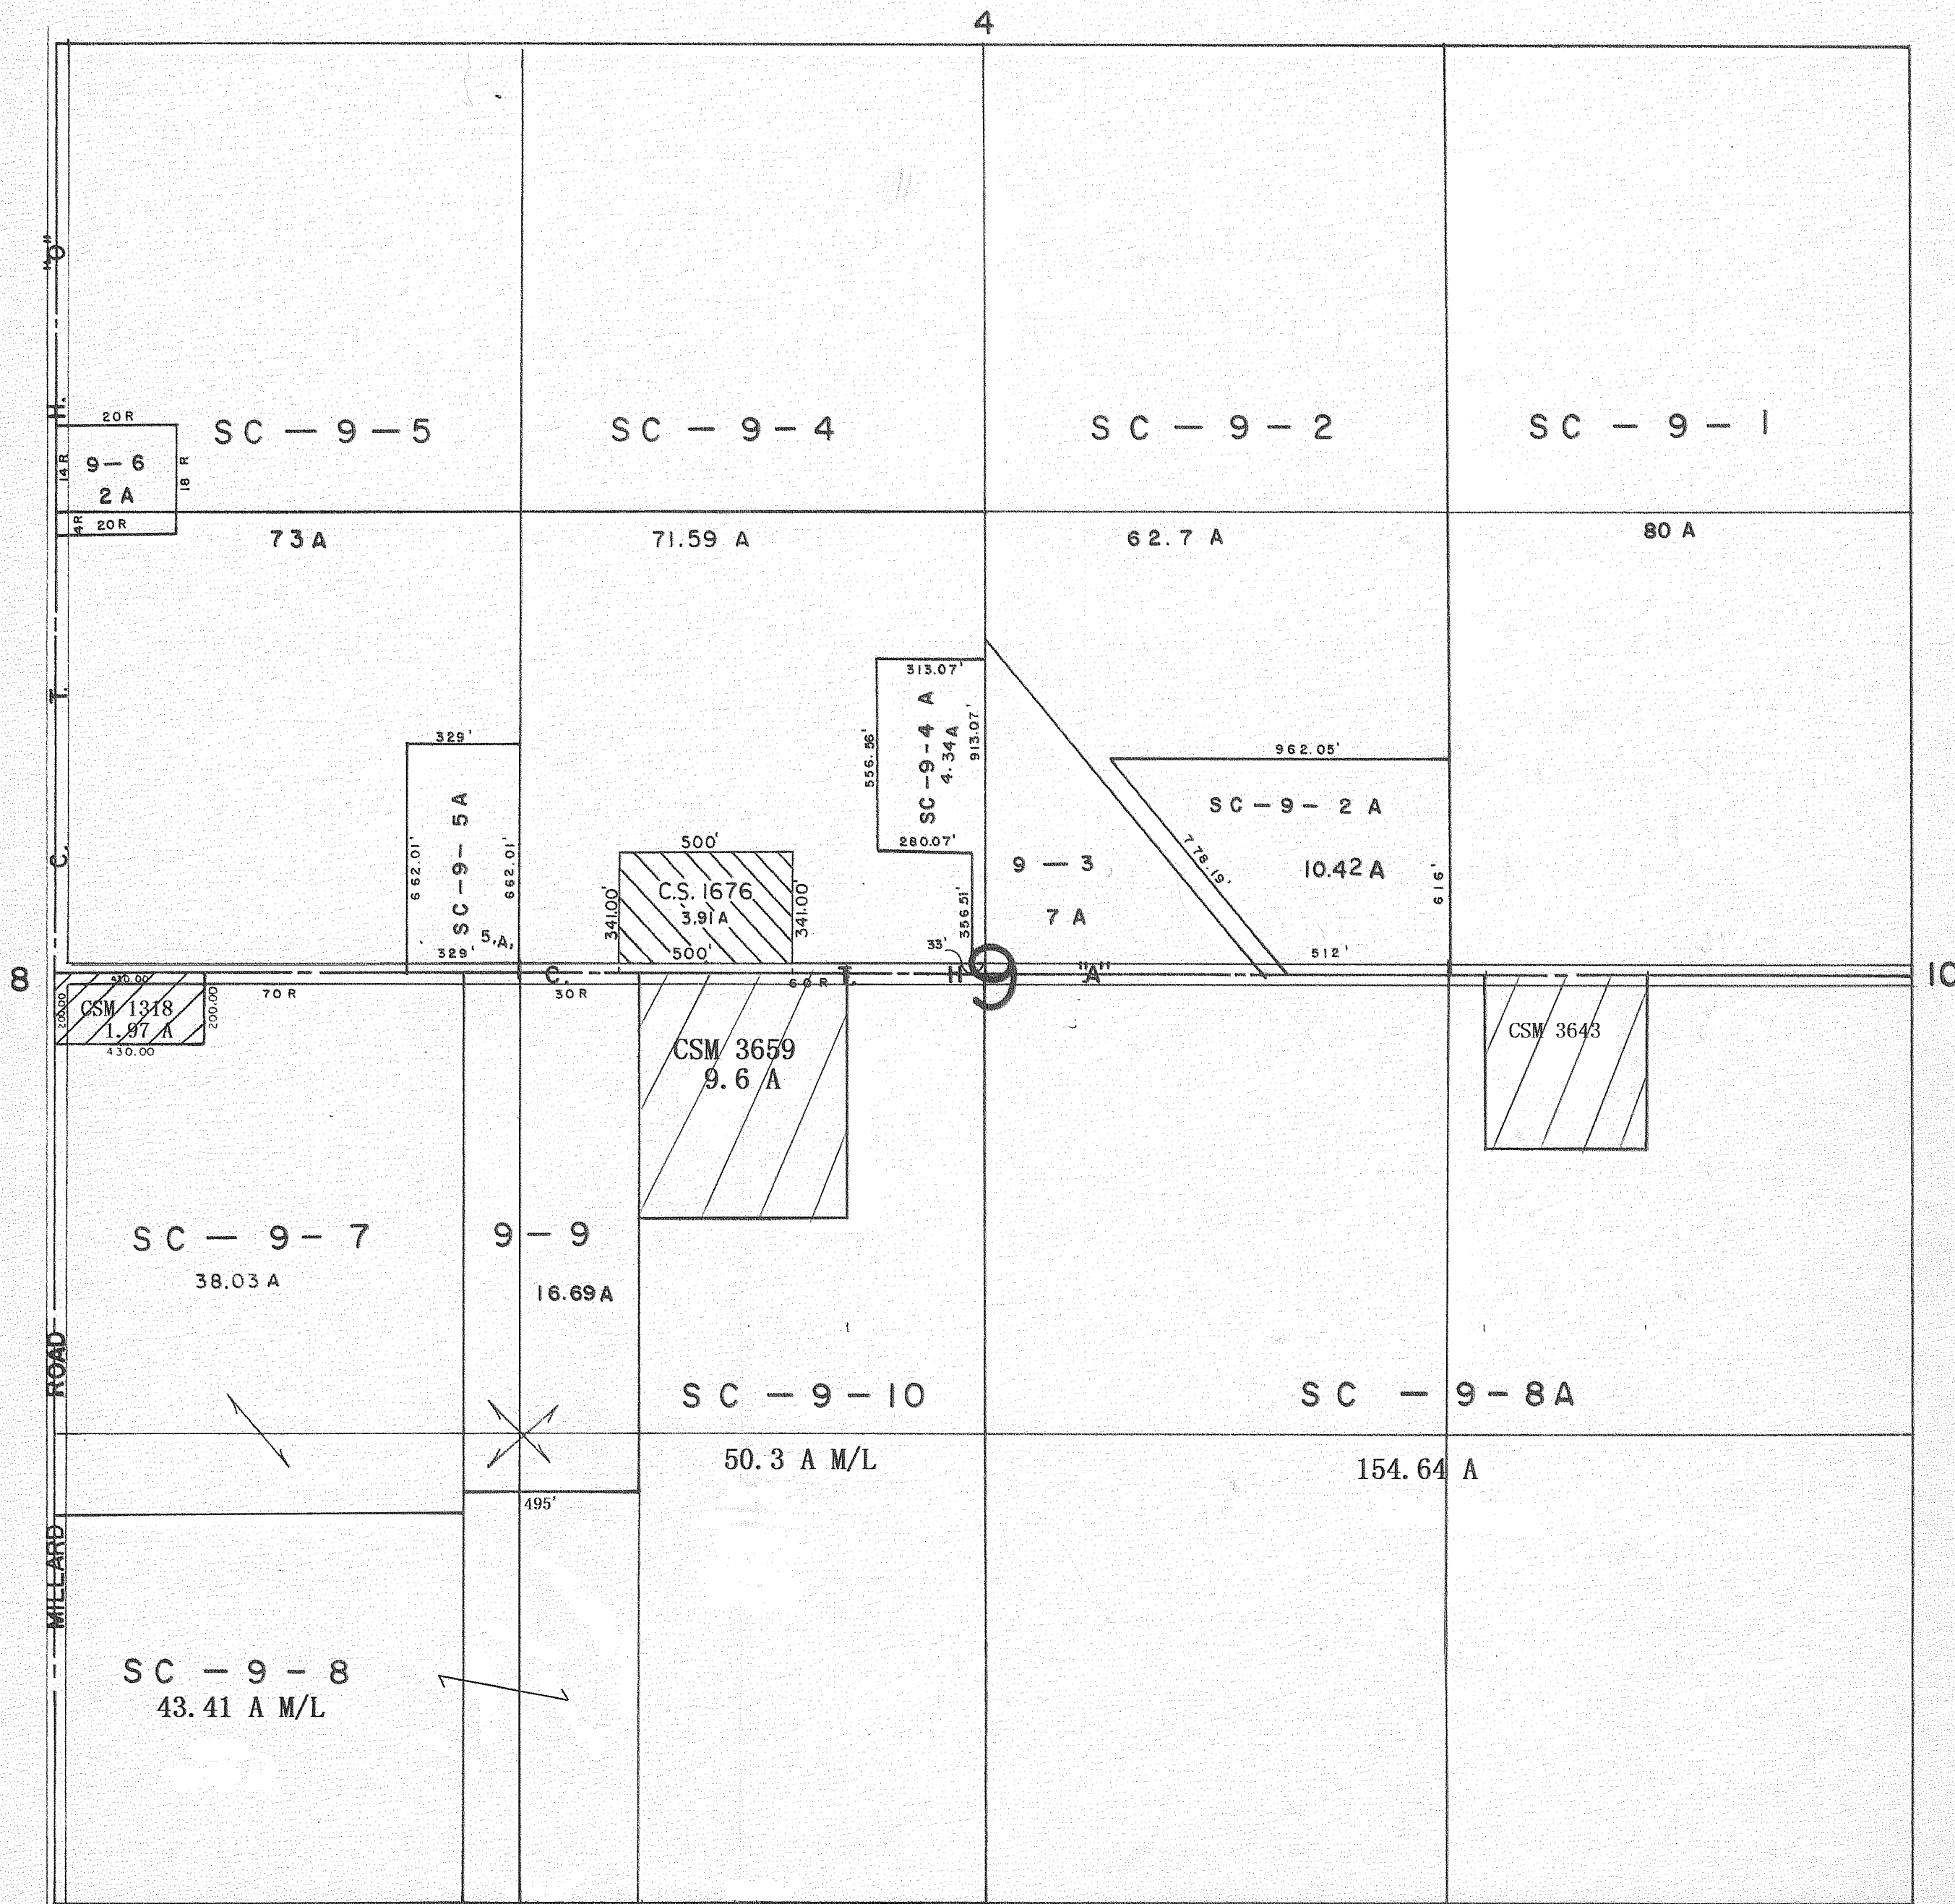 4
"O"
H.
T.
C.
20 R
14 R
9 – 6
2 A
18 R
4R
20 R
SC – 9 – 5
73 A
SC – 9 – 4
71.59 A
SC – 9 – 2
62.7 A
SC – 9 – 1
80 A
329'
662.01'
SC – 9 – 5 A
662.01'
5.A.
329'
500'
341.00'
C.S. 1676
3.91 A
341.00'
500'
313.07'
556.56'
SC – 9 – 4 A
4.34 A
913.07'
280.07'
356.51'
33'
9 – 3
7 A
962.05'
SC – 9 – 2 A
778.19'
10.42 A
616'
512'
8
C. T. H. "A"
9
10
430.00
200.00
CSM 1318
1.97 A
200.00
430.00
70 R
30 R
60 R
CSM 3659
9.6 A
CSM 3643
SC – 9 – 7
38.03 A
9 – 9
16.69 A
495'
SC – 9 – 10
50.3 A M/L
SC – 9 – 8A
154.64 A
MILLARD ROAD
SC – 9 – 8
43.41 A M/L